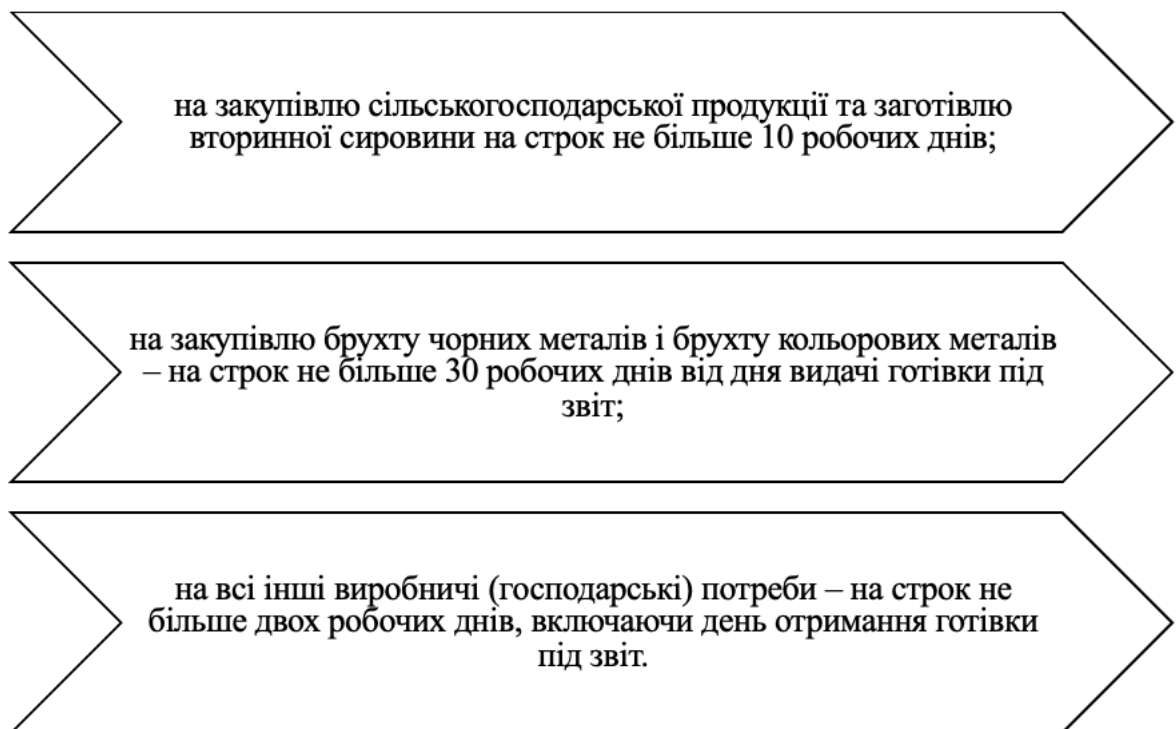 на закупівлю сільськогосподарської продукції та заготівлю
вторинної сировини на строк не більше 10 робочих днів;
на закупівлю брухту чорних металів і брухту кольорових металів
– на строк не більше 30 робочих днів від дня видачі готівки під
звіт;
на всі інші виробничі (господарські) потреби – на строк не
більше двох робочих днів, включаючи день отримання готівки
під звіт.